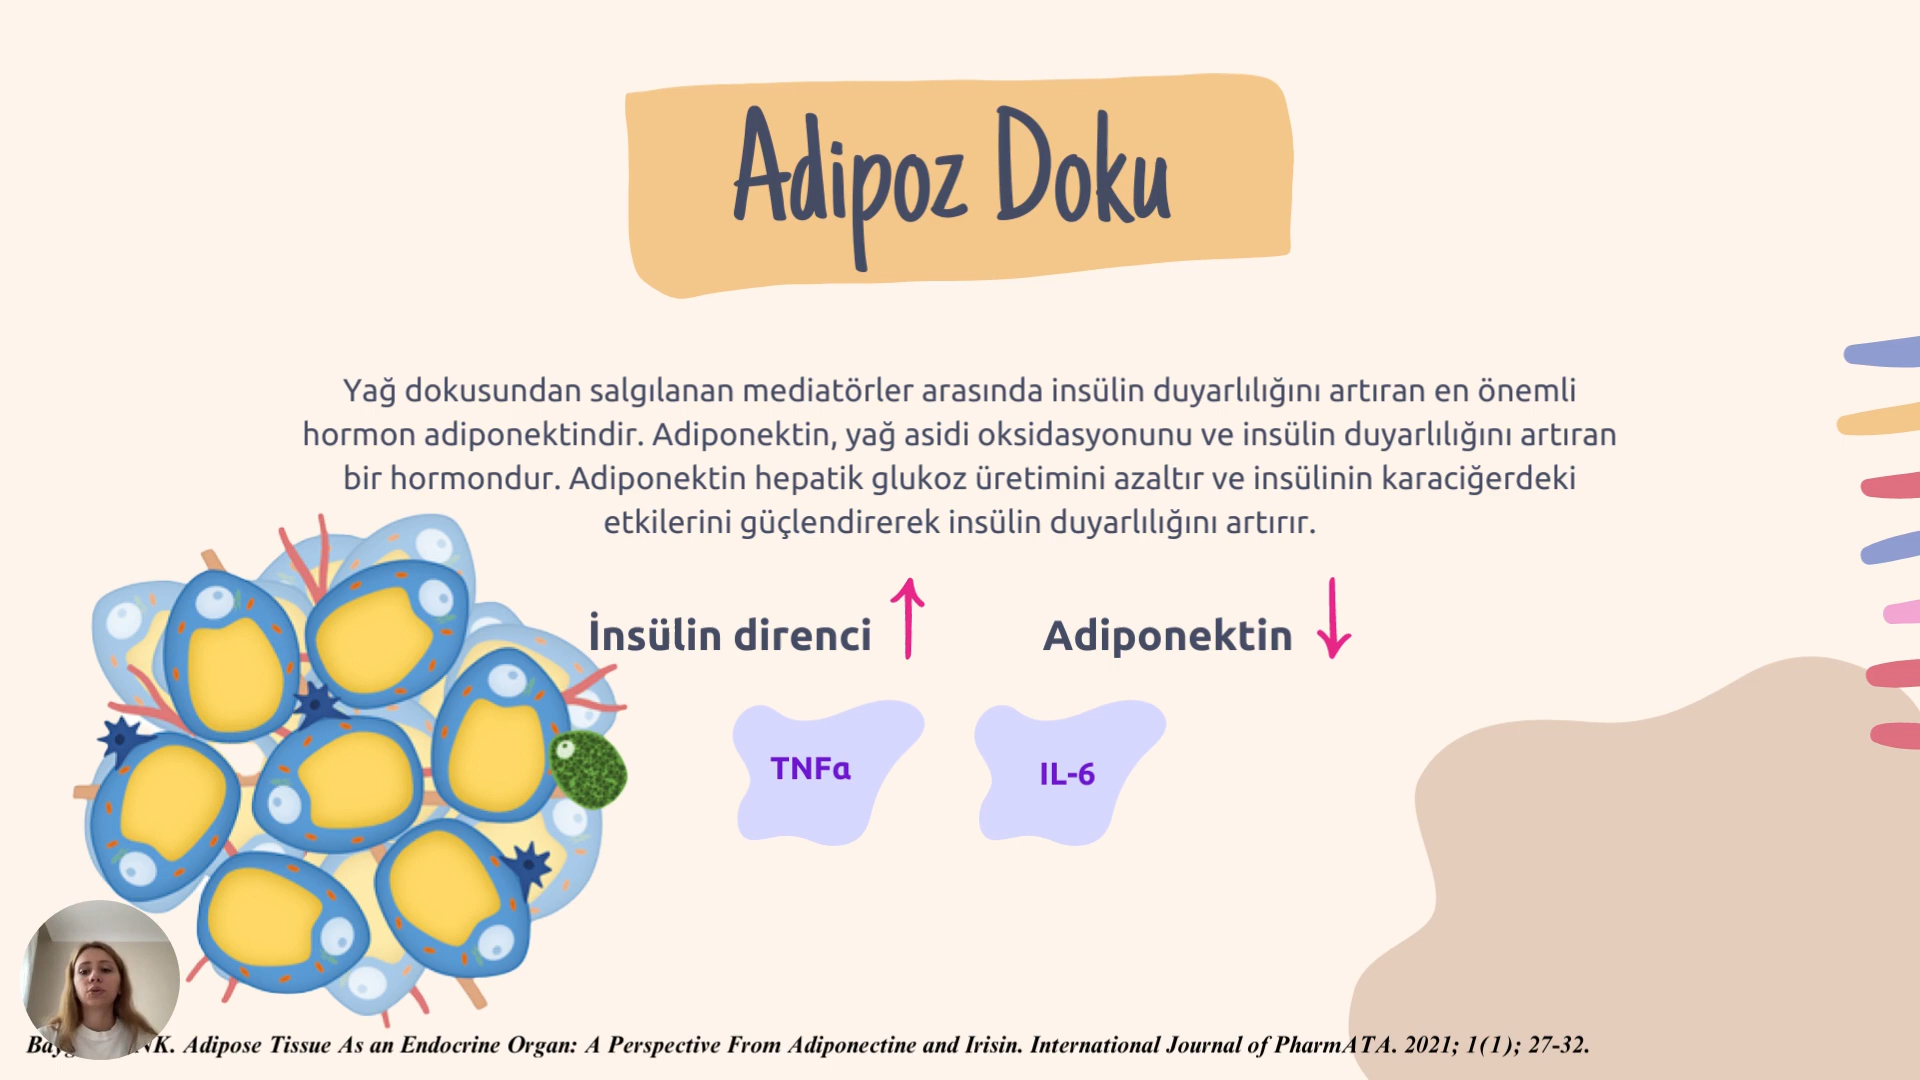 Adipoz Doku
Yağ dokusundan salgılanan mediatörler arasında insülin duyarlılığını artıran en önemli
hormon adiponektindir. Adiponektin, yağ asidi oksidasyonunu ve insülin duyarlılığını artıran
bir hormondur. Adiponektin hepatik glukoz üretimini azaltır ve insülinin karaciğerdeki
etkilerini güçlendirerek insülin duyarlılığını artırır.
İnsülin direnci ↑ Adiponektin ↓
TNFα IL-6
NK. Adipose Tissue As an Endocrine Organ: A Perspective From Adiponectine and Irisin. International Journal of PharmATA. 2021; 1(1); 27-32.